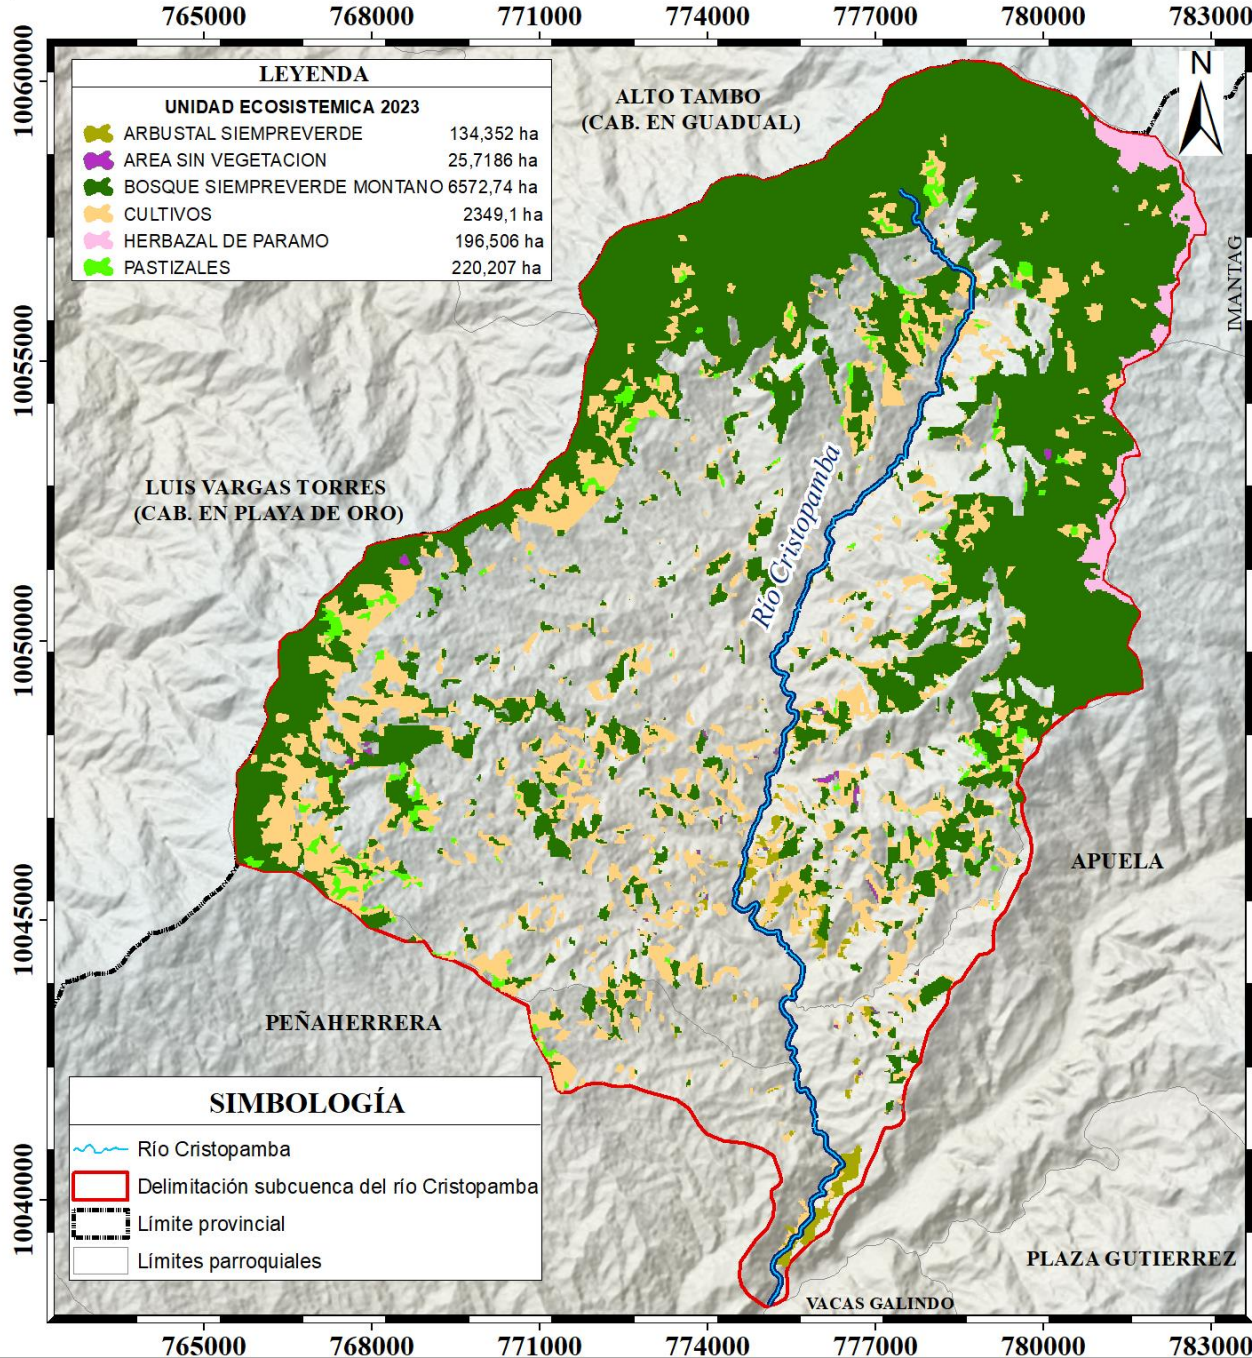 765000 768000 771000 774000 777000 780000 783000
10060000
10055000
10050000
10045000
10040000
LEYENDA
UNIDAD ECOSISTEMICA 2023
ARBUSTAL SIEMPREVERDE 134,352 ha
AREA SIN VEGETACION 25,7186 ha
BOSQUE SIEMPREVERDE MONTANO 6572,74 ha
CULTIVOS 2349,1 ha
HERBAZAL DE PARAMO 196,506 ha
PASTIZALES 220,207 ha
ALTO TAMBO
(CAB. EN GUADUAL)
N
IMANTAG
LUIS VARGAS TORRES
(CAB. EN PLAYA DE ORO)
Río Cristopamba
APUELA
PEÑAHERRERA
SIMBOLOGÍA
Río Cristopamba
Delimitación subcuenca del río Cristopamba
Límite provincial
Límites parroquiales
PLAZA GUTIERREZ
VACAS GALINDO
765000 768000 771000 774000 777000 780000 783000